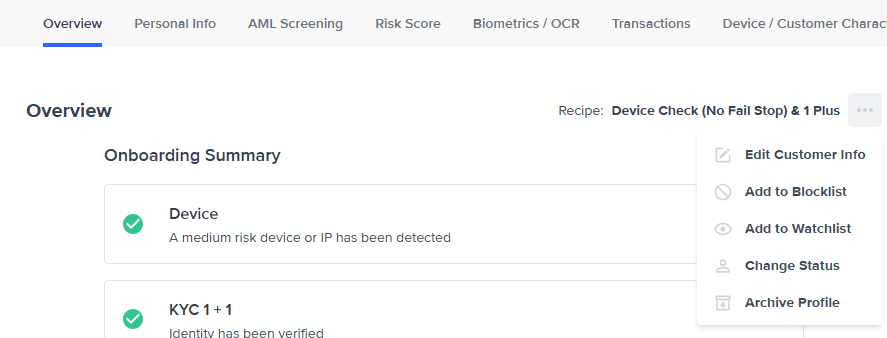 Overview Personal Info AML Screening Risk Score Biometrics / OCR Transactions Device / Customer Charac
Overview Recipe: Device Check (No Fail Stop) & 1 Plus
Onboarding Summary
Edit Customer Info
Add to Blocklist
Add to Watchlist
Change Status
Archive Profile
Device
A medium risk device or IP has been detected
KYC 1 + 1
Identity has been verified